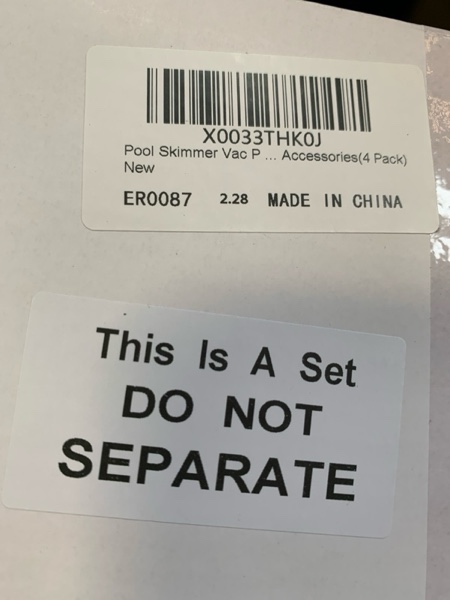 X0033THK0J
Pool Skimmer Vac P ... Accessories(4 Pack)
New
ER0087 2.28 MADE IN CHINA
This Is A Set
DO NOT
SEPARATE